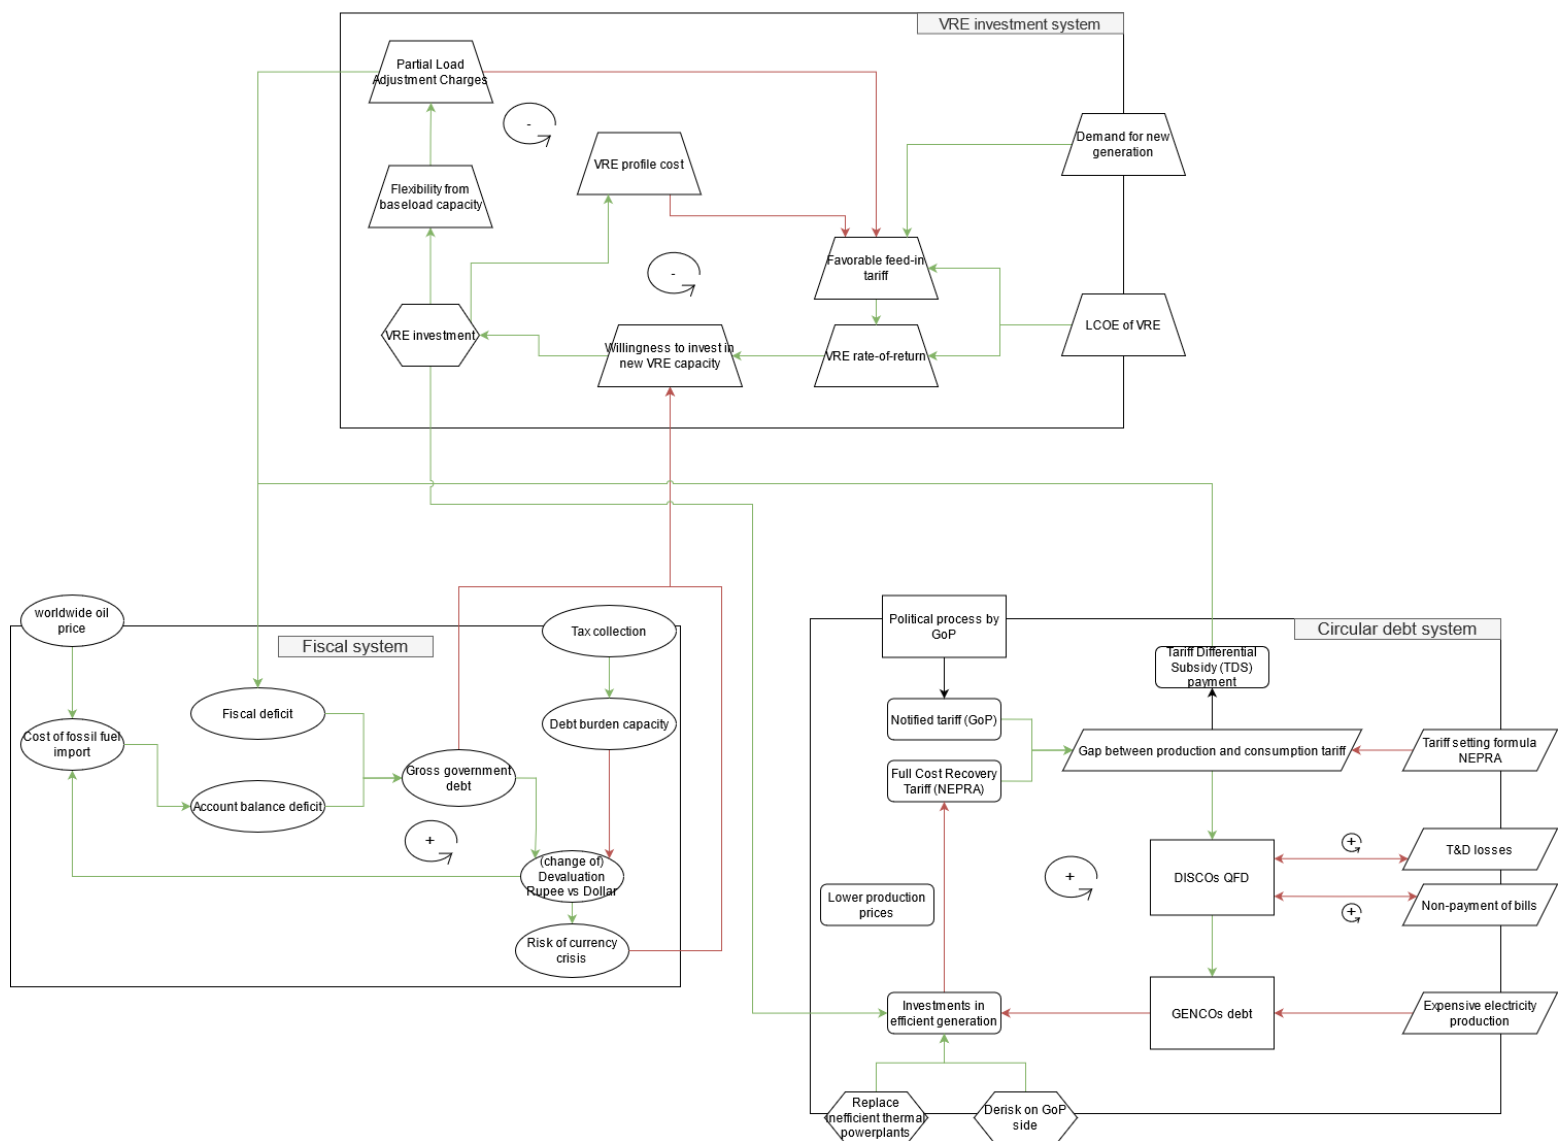 VRE investment system
Partial Load
Adjustment Charges
-
VRE profile cost
Demand for new
generation
Flexibility from
baseload capacity
Favorable feed-in
tariff
-
VRE investment
Willingness to invest in
new VRE capacity
VRE rate-of-return
LCOE of VRE
worldwide oil
price
Fiscal system
Tax collection
Fiscal deficit
Debt burden capacity
Cost of fossil fuel
import
Gross government
debt
Account balance deficit
+
(change of)
Devaluation
Rupee vs Dollar
Risk of currency
crisis
Political process by
GoP
Circular debt system
Tariff Differential
Subsidy (TDS)
payment
Notified tariff (GoP)
Gap between production and consumption tariff
Tariff setting formula
NEPRA
Full Cost Recovery
Tariff (NEPRA)
+
T&D losses
DISCOs QFD
+
Lower production
prices
+
Non-payment of bills
Investments in
efficient generation
GENCOs debt
Expensive electricity
production
Replace
inefficient thermal
powerplants
Derisk on GoP
side